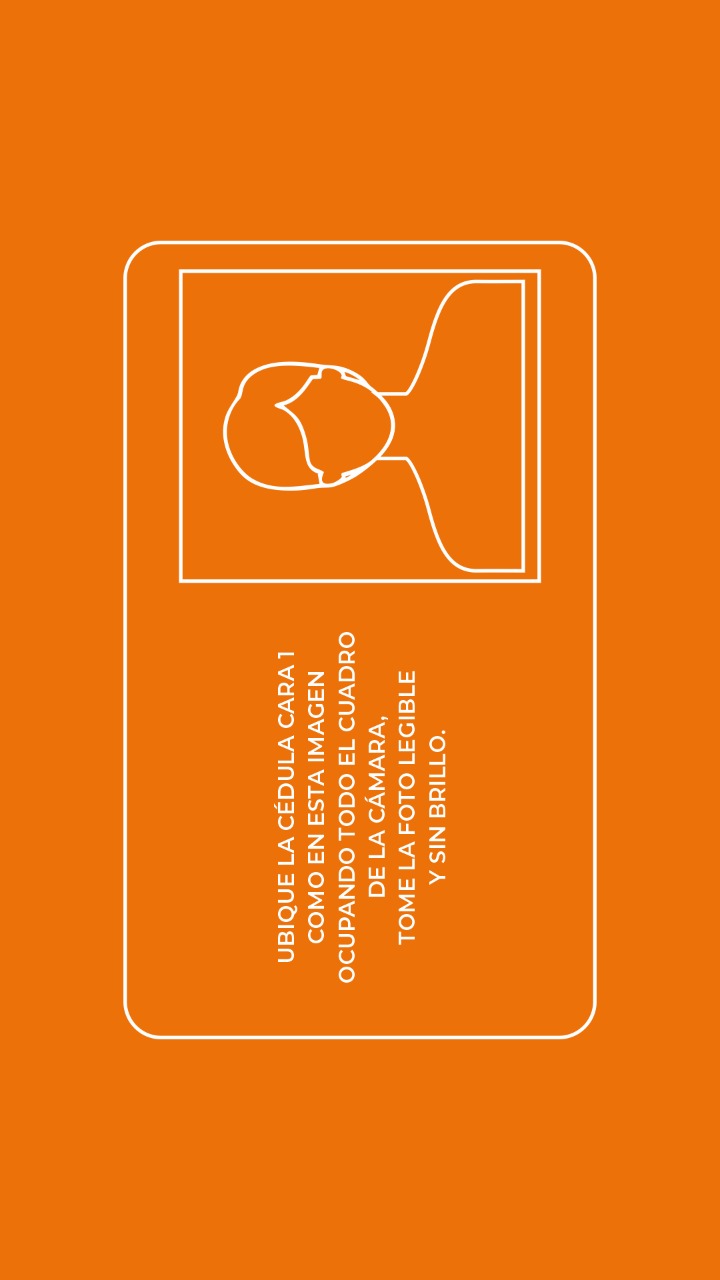 UBIQUE LA CÉDULA CARA 1
COMO EN ESTA IMAGEN
OCUPANDO TODO EL CUADRO
DE LA CÁMARA,
TOME LA FOTO LEGIBLE
Y SIN BRILLO.